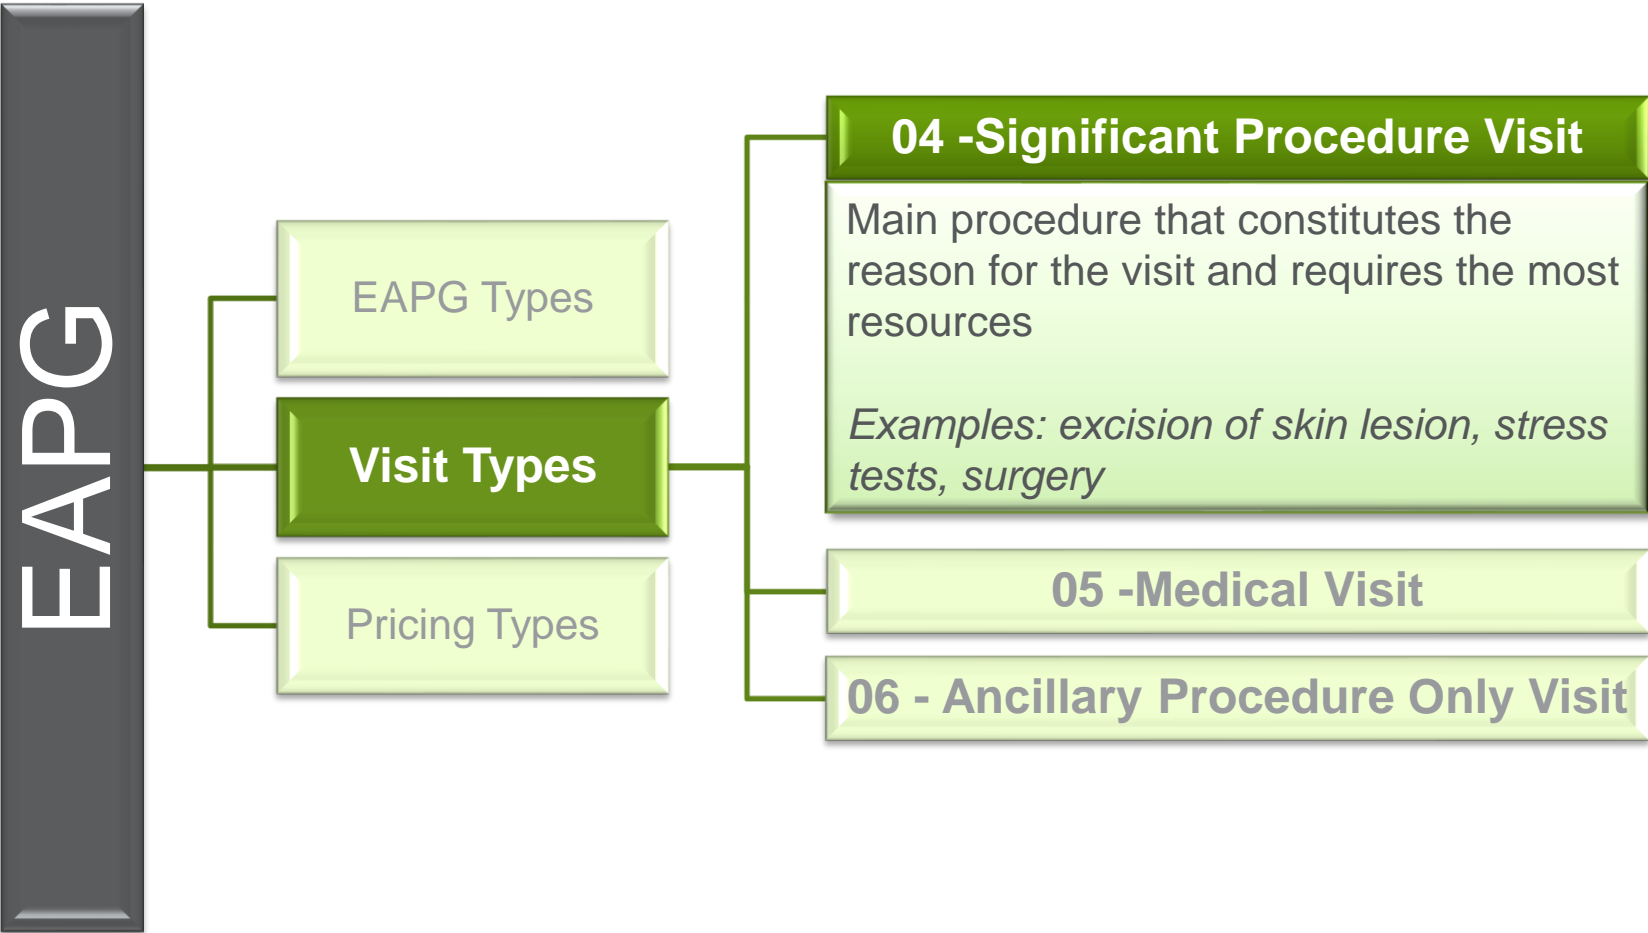 EAPG
EAPG Types
Visit Types
Pricing Types
04 -Significant Procedure Visit
Main procedure that constitutes the
reason for the visit and requires the most
resources
Examples: excision of skin lesion, stress
tests, surgery
05 -Medical Visit
06 - Ancillary Procedure Only Visit